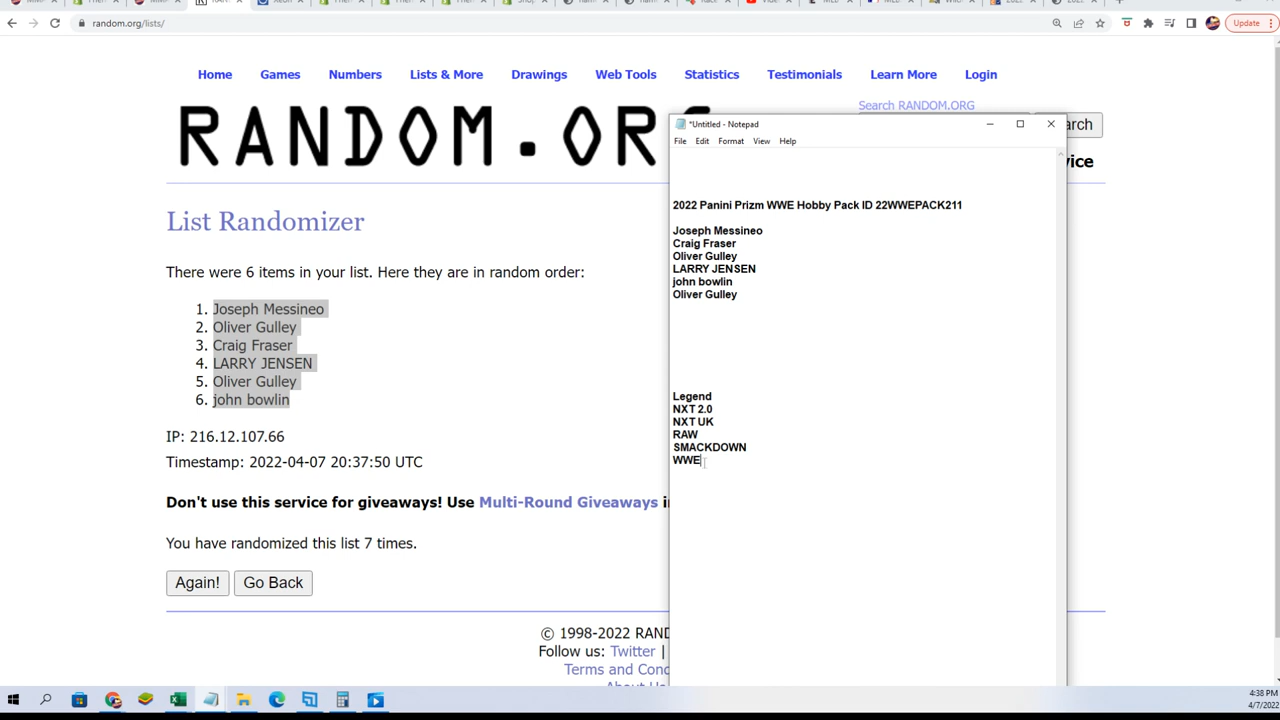 random.org/lists/
Update
Home Games Numbers Lists & More Drawings Web Tools Statistics Testimonials Learn More Login
Search RANDOM.ORG
RANDOM.ORG
*Untitled - Notepad
File Edit Format View Help
List Randomizer
There were 6 items in your list. Here they are in random order:
1. Joseph Messineo
2. Oliver Gulley
3. Craig Fraser
4. LARRY JENSEN
5. Oliver Gulley
6. john bowlin
IP: 216.12.107.66
Timestamp: 2022-04-07 20:37:50 UTC
Don't use this service for giveaways! Use Multi-Round Giveaways
You have randomized this list 7 times.
Again! Go Back
© 1998-2022 RAND
Follow us: Twitter |
Terms and Cond
2022 Panini Prizm WWE Hobby Pack ID 22WWEPACK211
Joseph Messineo
Craig Fraser
Oliver Gulley
LARRY JENSEN
john bowlin
Oliver Gulley
Legend
NXT 2.0
NXT UK
RAW
SMACKDOWN
WWE
4:38 PM
4/7/2022